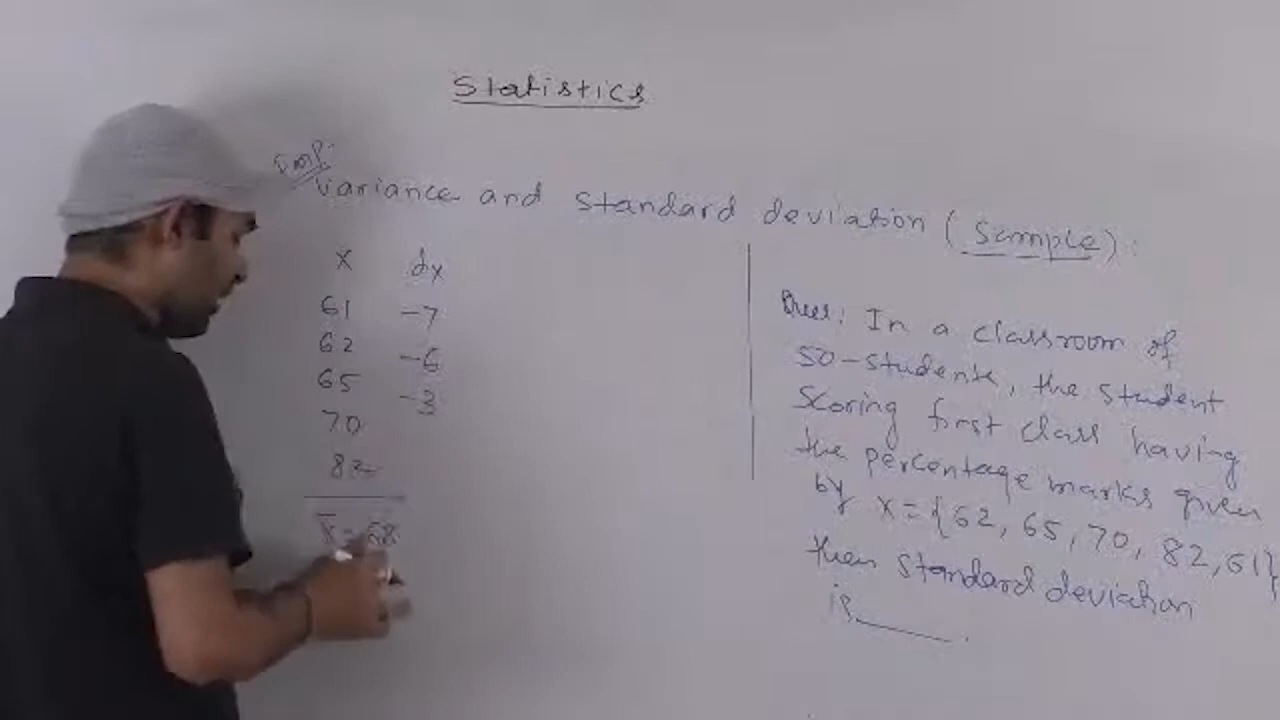 Statistics
Imp:
Variance and standard deviation (sample):
x dx
61 -7
62 -6
65 -3
70
82
x̄ = 68
Ques: In a classroom of
50-students, the student
scoring first class having
the percentage marks given
by x = {62, 65, 70, 82, 61}
then standard deviation
is ______.